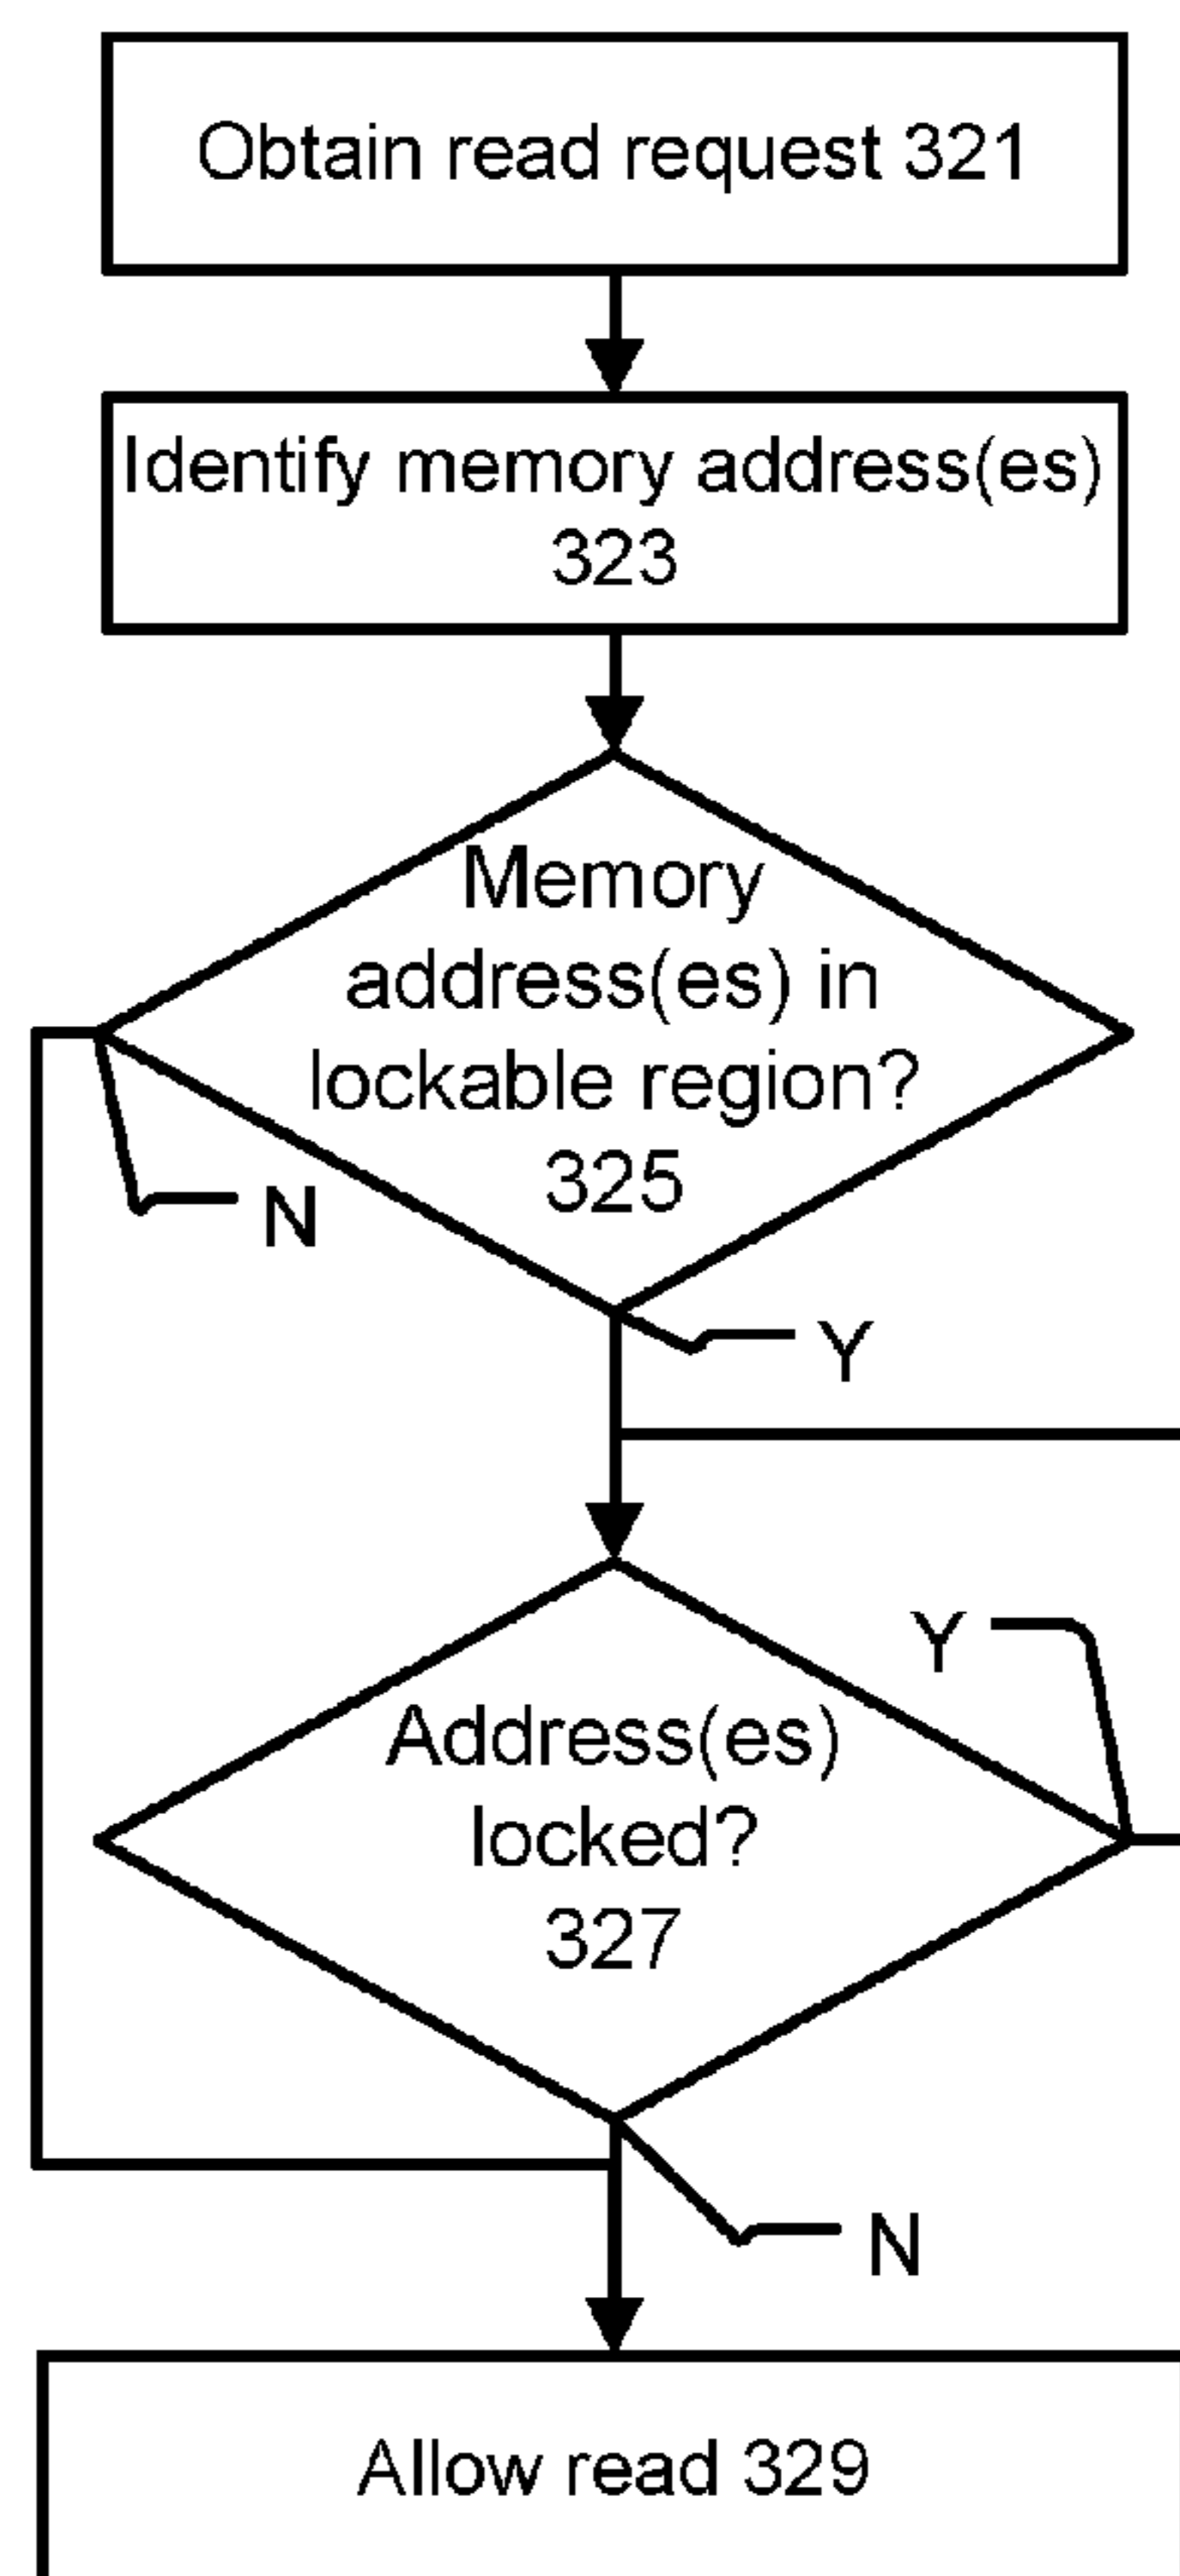 Obtain read request 321
Identify memory address(es)
323
Memory
address(es) in
lockable region?
325
N
Y
Y
Address(es)
locked?
327
N
Allow read 329